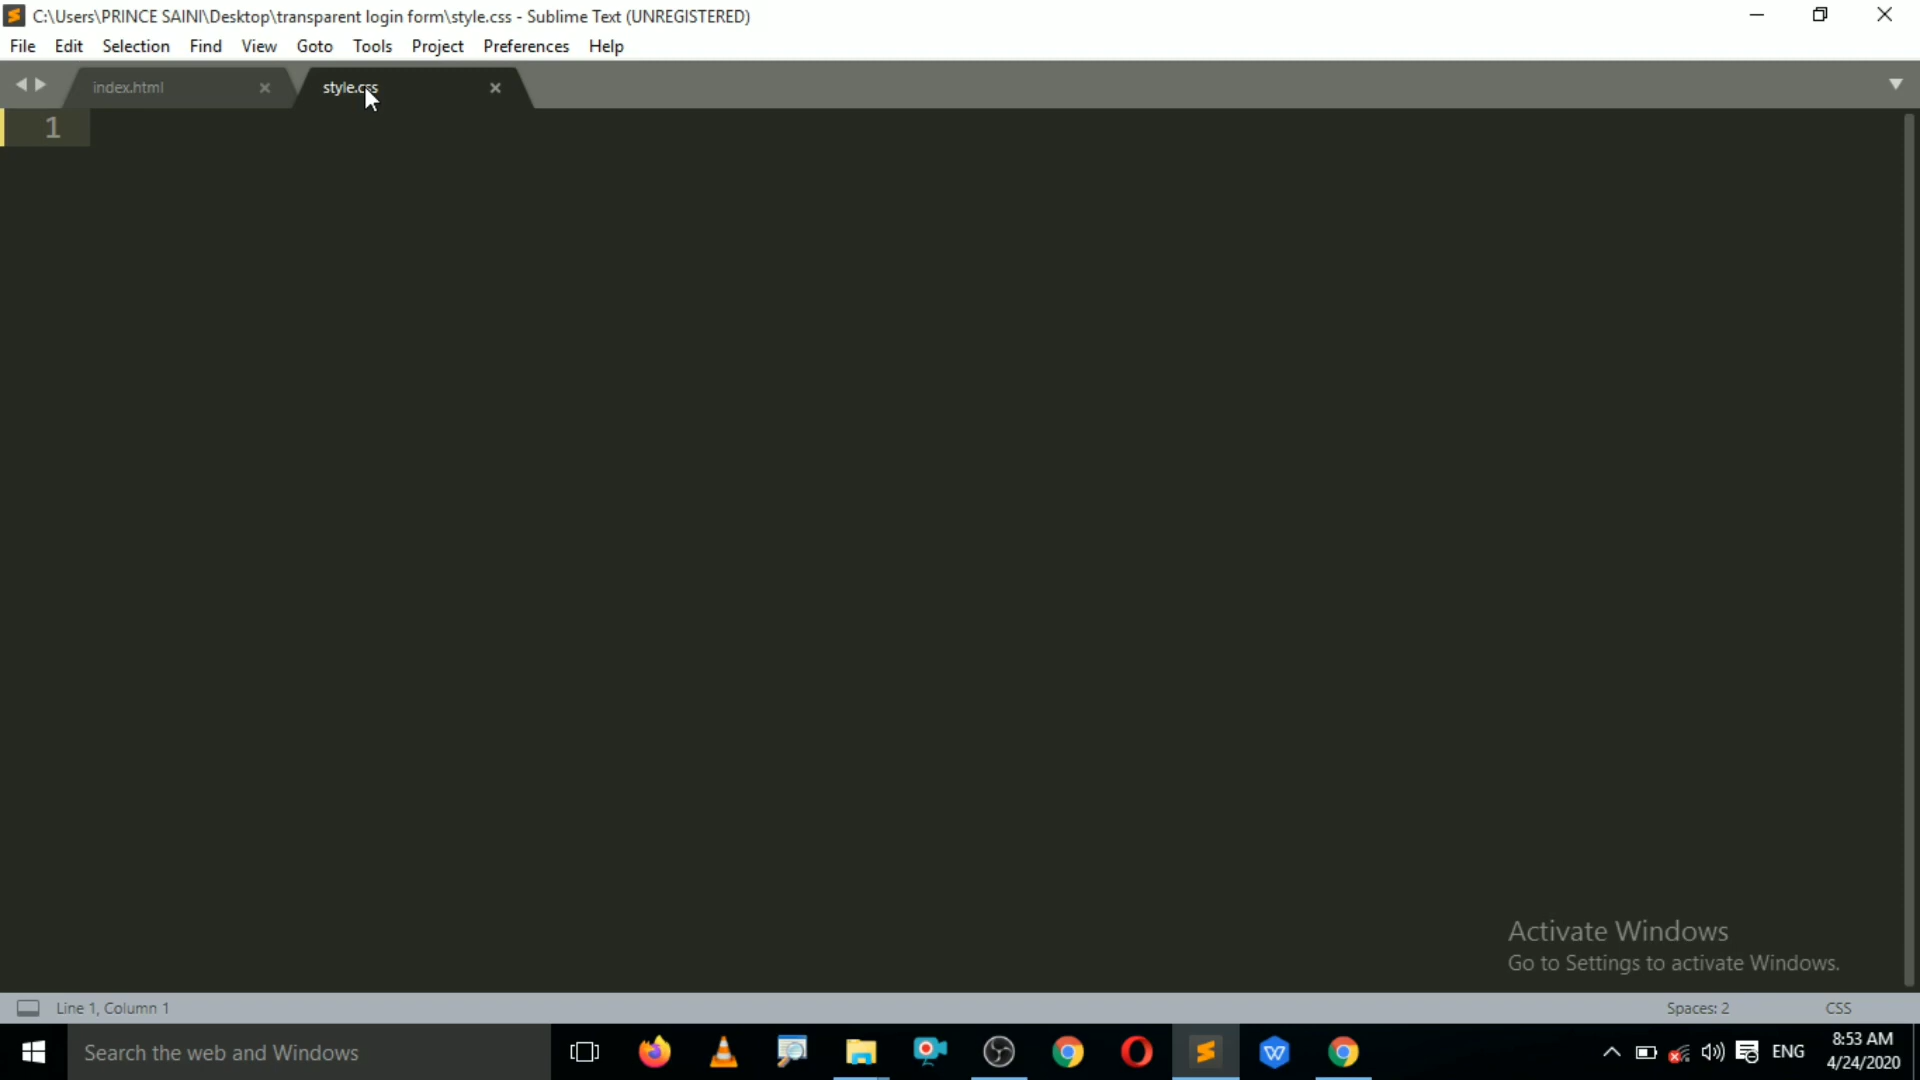 C:\Users\PRINCE SAINI\Desktop\transparent login form\style.css - Sublime Text (UNREGISTERED)
File Edit Selection Find View Goto Tools Project Preferences Help
index.html style.css
1
Activate Windows
Go to Settings to activate Windows.
Line 1, Column 1 Spaces: 2 CSS
Search the web and Windows ENG 8:53 AM
4/24/2020